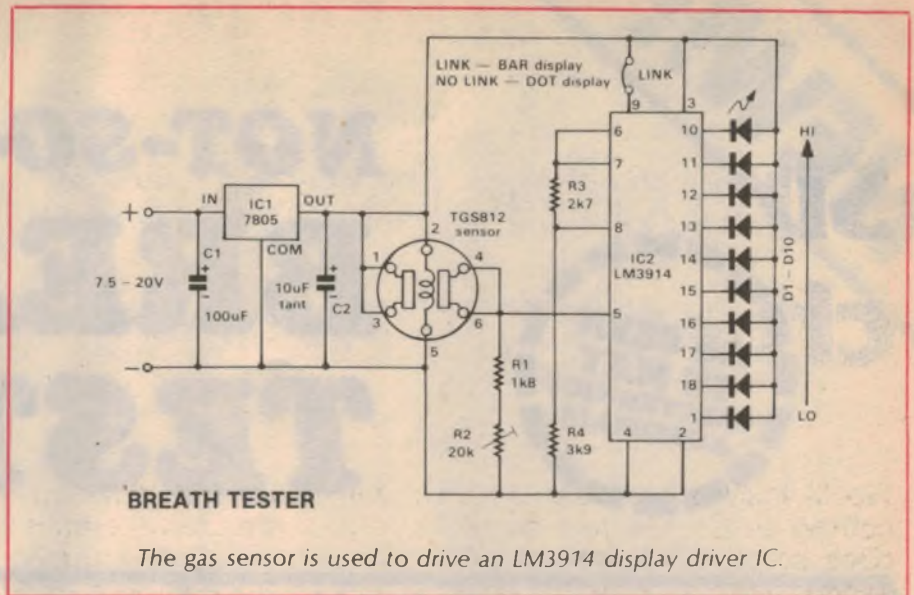 LINK — BAR display
NO LINK — DOT display
LINK
9
3
6
7
8
5
4
2
10
11
12
13
14
15
16
17
18
1
HI
D1 – D10
LO
R3
2k7
IC2
LM3914
R4
3k9
IN
IC1
7805
OUT
COM
+
C1
+
–
100uF
7.5 – 20V
–
+
10uF
tant
–
C2
TGS812
sensor
2
1
4
3
6
5
R1
1k8
R2
20k
BREATH TESTER
The gas sensor is used to drive an LM3914 display driver IC.